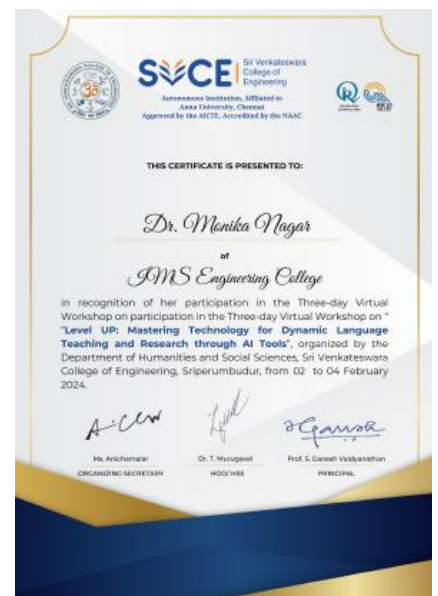 SVCE
Sri Venkateswara
College of
Engineering
Autonomous Institution, Affiliated to
Anna University, Chennai
Approved by the AICTE, Accredited by the NAAC
THIS CERTIFICATE IS PRESENTED TO:
Dr. Monika Nagar
of
IMS Engineering College
in recognition of her participation in the Three-day Virtual
Workshop on participation in the Three-day Virtual Workshop on "
"Level UP: Mastering Technology for Dynamic Language
Teaching and Research through AI Tools", organized by the
Department of Humanities and Social Sciences, Sri Venkateswara
College of Engineering, Sriperumbudur, from 02 to 04 February
2024.
Ms. Anichamalar
Dr. T. Murugavel
Prof. S. Ganesh Vaidyanathan
ORGANIZING SECRETARY
HOD/ HSS
PRINCIPAL